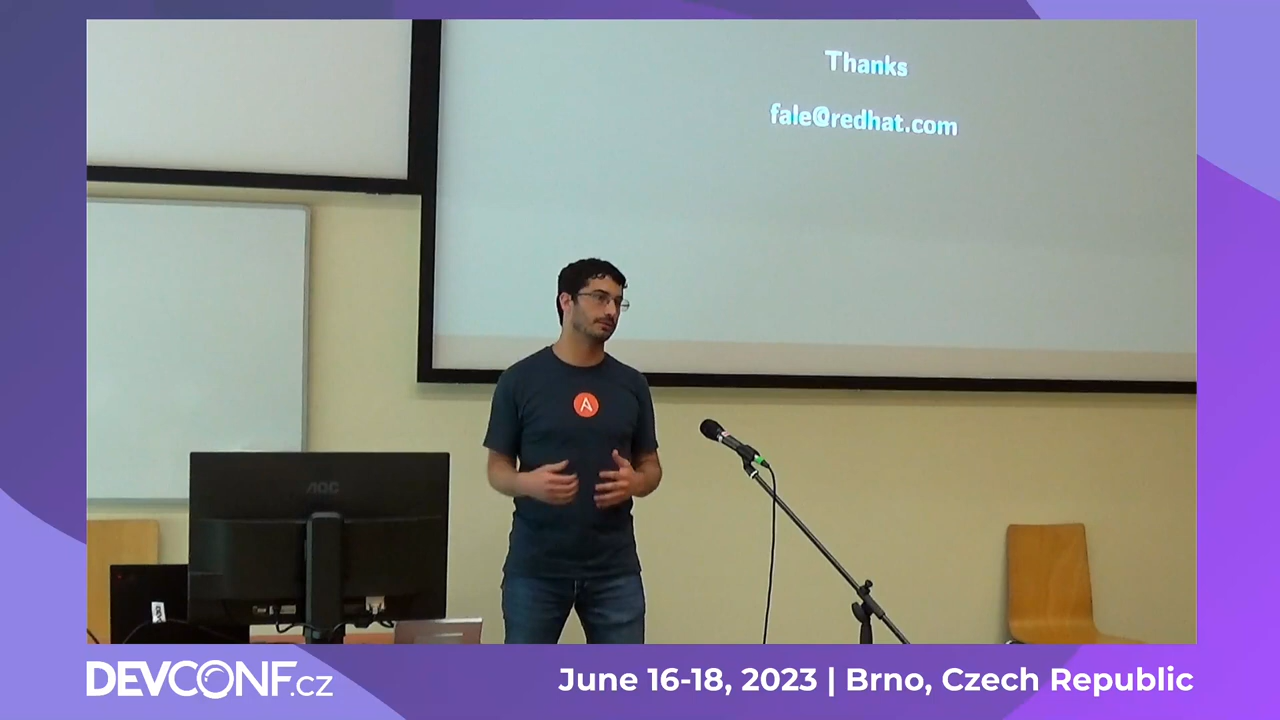 Thanks
fale@redhat.com
A
AOC
DEVCONF.CZ
June 16-18, 2023 | Brno, Czech Republic